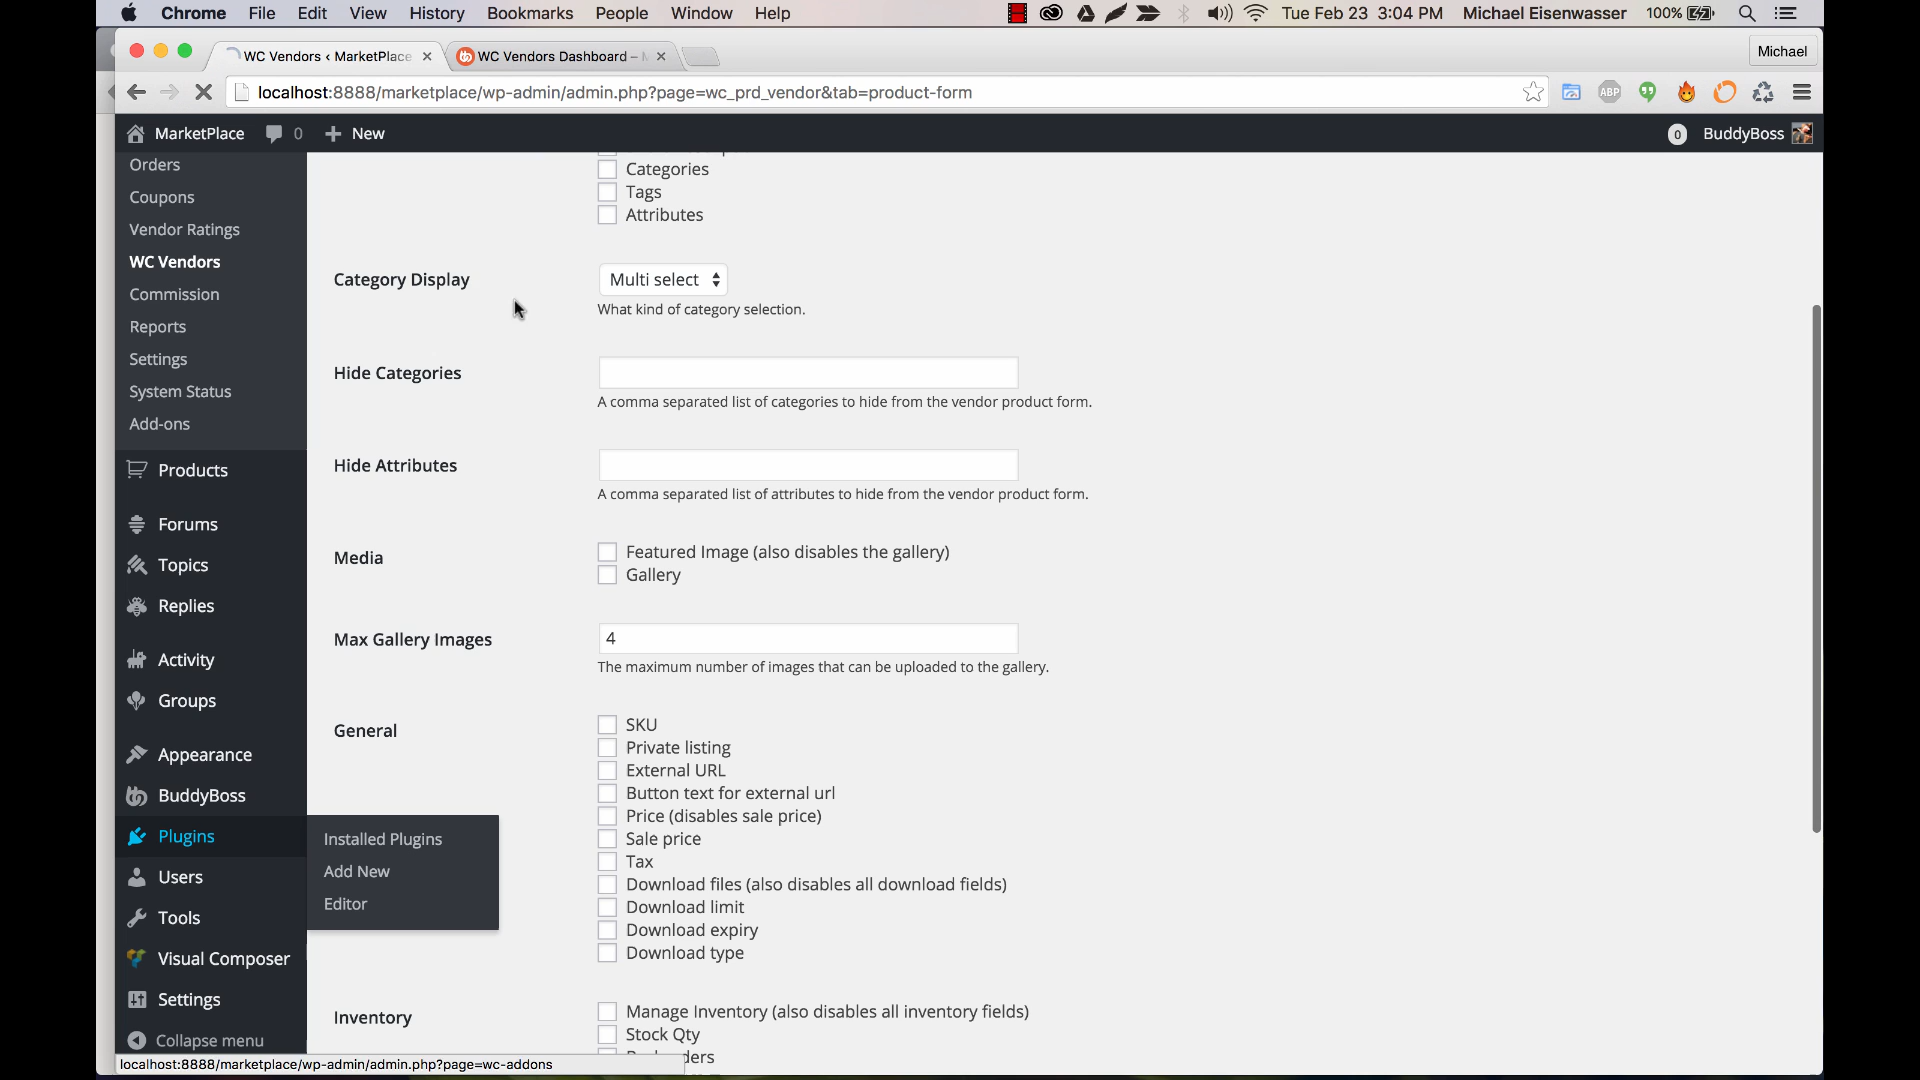 Chrome File Edit View History Bookmarks People Window Help Tue Feb 23 3:04 PM Michael Eisenwasser 100%
WC Vendors ‹ MarketPlace WC Vendors Dashboard – Michael
localhost:8888/marketplace/wp-admin/admin.php?page=wc_prd_vendor&tab=product-form ABP
MarketPlace 0 New 0 BuddyBoss
Orders
Coupons
Vendor Ratings
WC Vendors
Commission
Reports
Settings
System Status
Add-ons
Products
Forums
Topics
Replies
Activity
Groups
Appearance
BuddyBoss
Plugins
Users
Tools
Visual Composer
Settings
Collapse menu
Installed Plugins
Add New
Editor
Categories
Tags
Attributes
Category Display
Multi select
What kind of category selection.
Hide Categories
A comma separated list of categories to hide from the vendor product form.
Hide Attributes
A comma separated list of attributes to hide from the vendor product form.
Media
Featured Image (also disables the gallery)
Gallery
Max Gallery Images
4
The maximum number of images that can be uploaded to the gallery.
General
SKU
Private listing
External URL
Button text for external url
Price (disables sale price)
Sale price
Tax
Download files (also disables all download fields)
Download limit
Download expiry
Download type
Inventory
Manage Inventory (also disables all inventory fields)
Stock Qty
localhost:8888/marketplace/wp-admin/admin.php?page=wc-addons